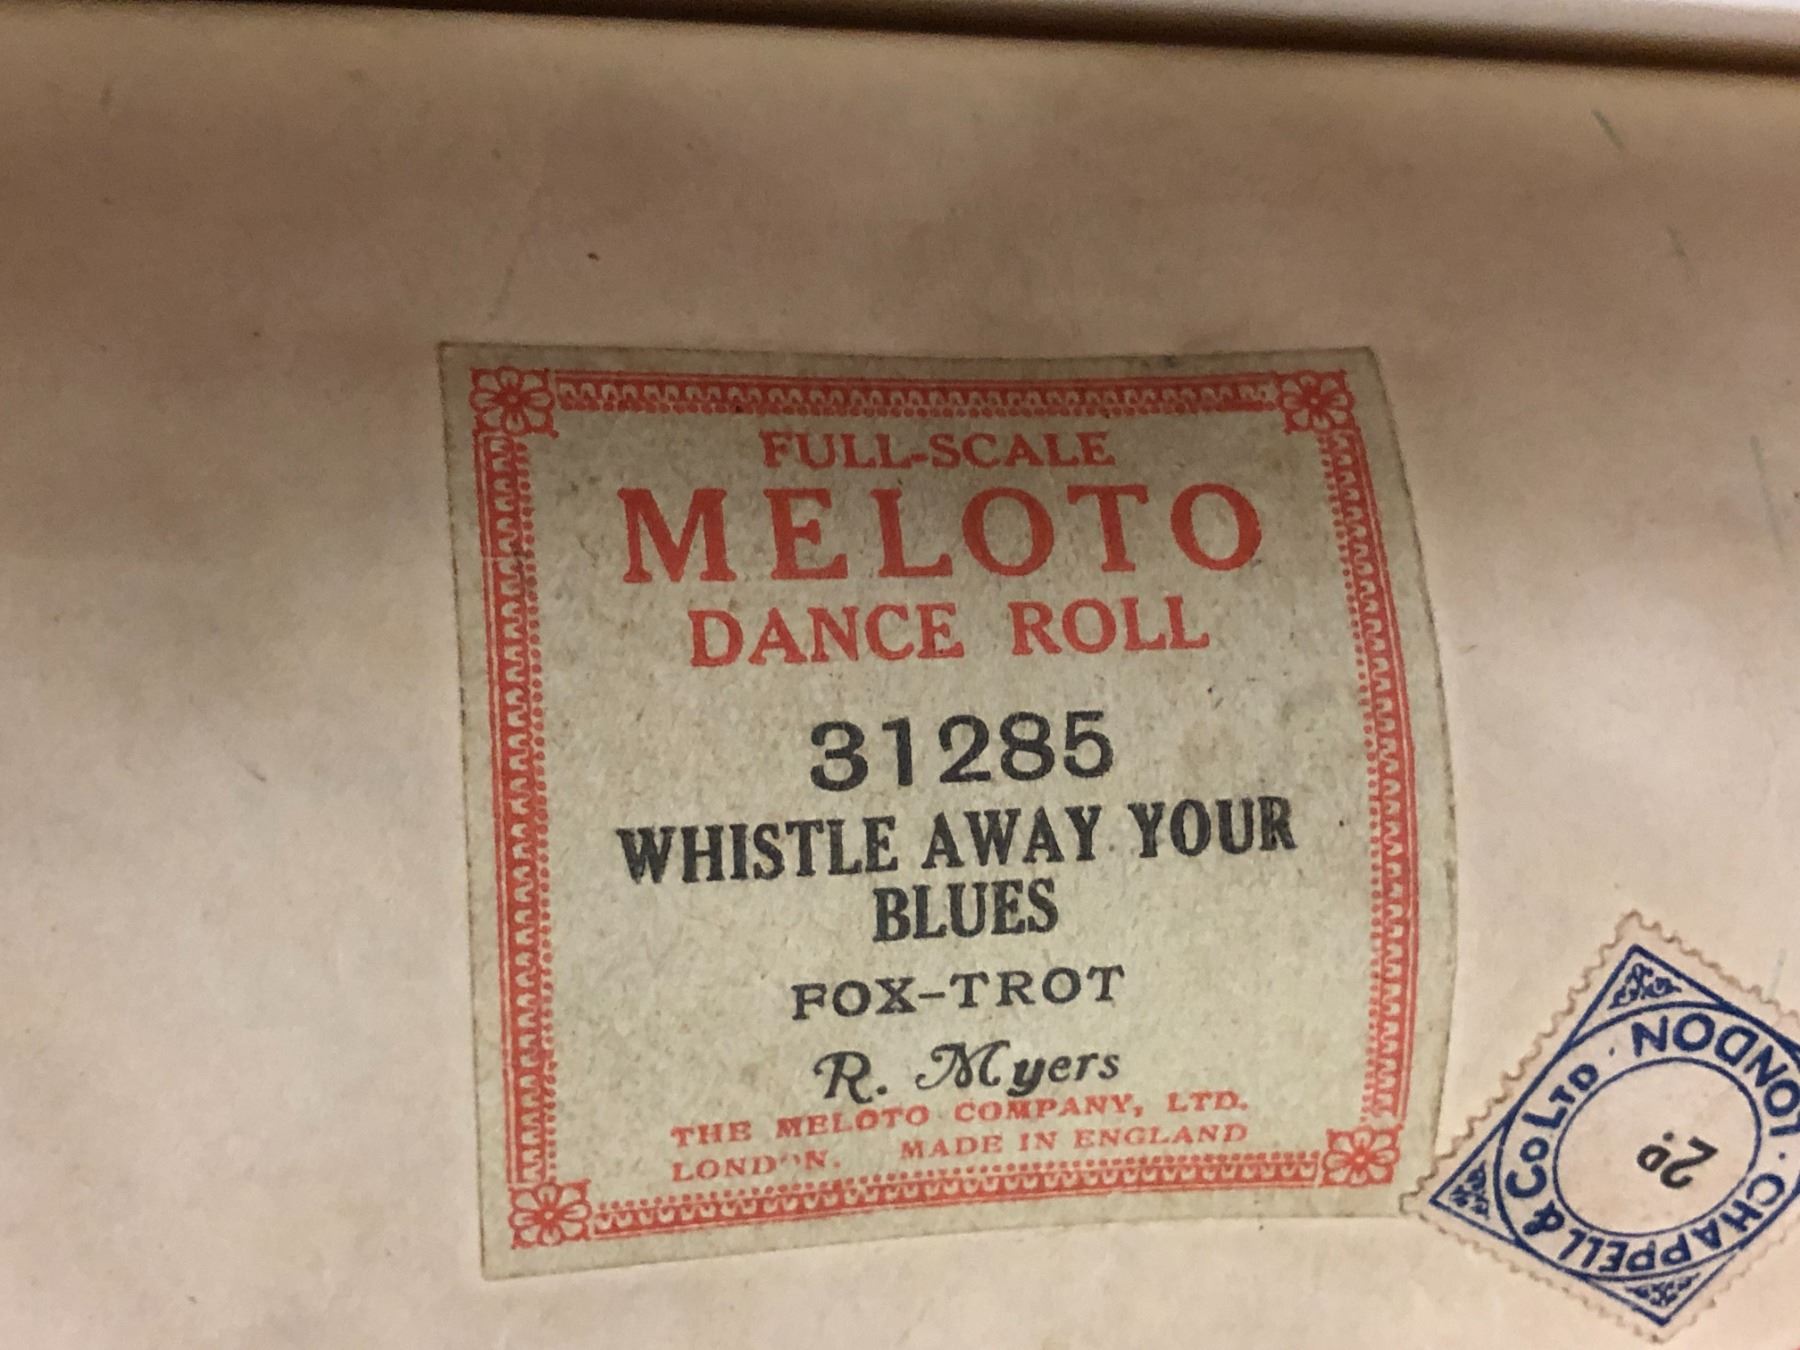 FULL-SCALE
MELOTO
DANCE ROLL
31285
WHISTLE AWAY YOUR
BLUES
FOX-TROT
R. Myers
THE MELOTO COMPANY, LTD.
LONDON. MADE IN ENGLAND
LONDON · CHAPPELL & CO LTD ·
2D